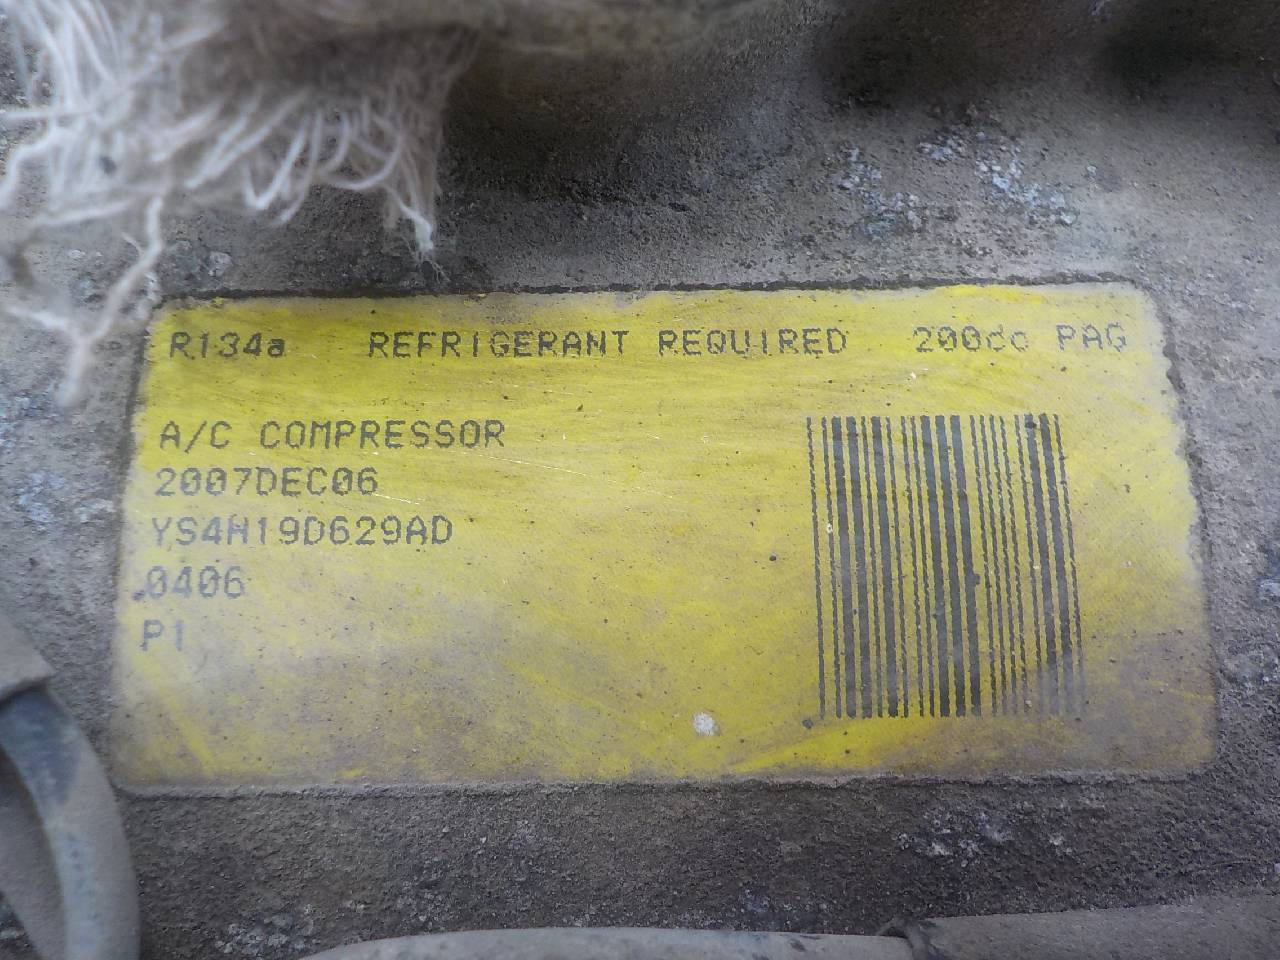 R134a REFRIGERANT REQUIRED 200cc PAG
A/C COMPRESSOR
2007DEC06
YS4H19D629AD
0406
P1